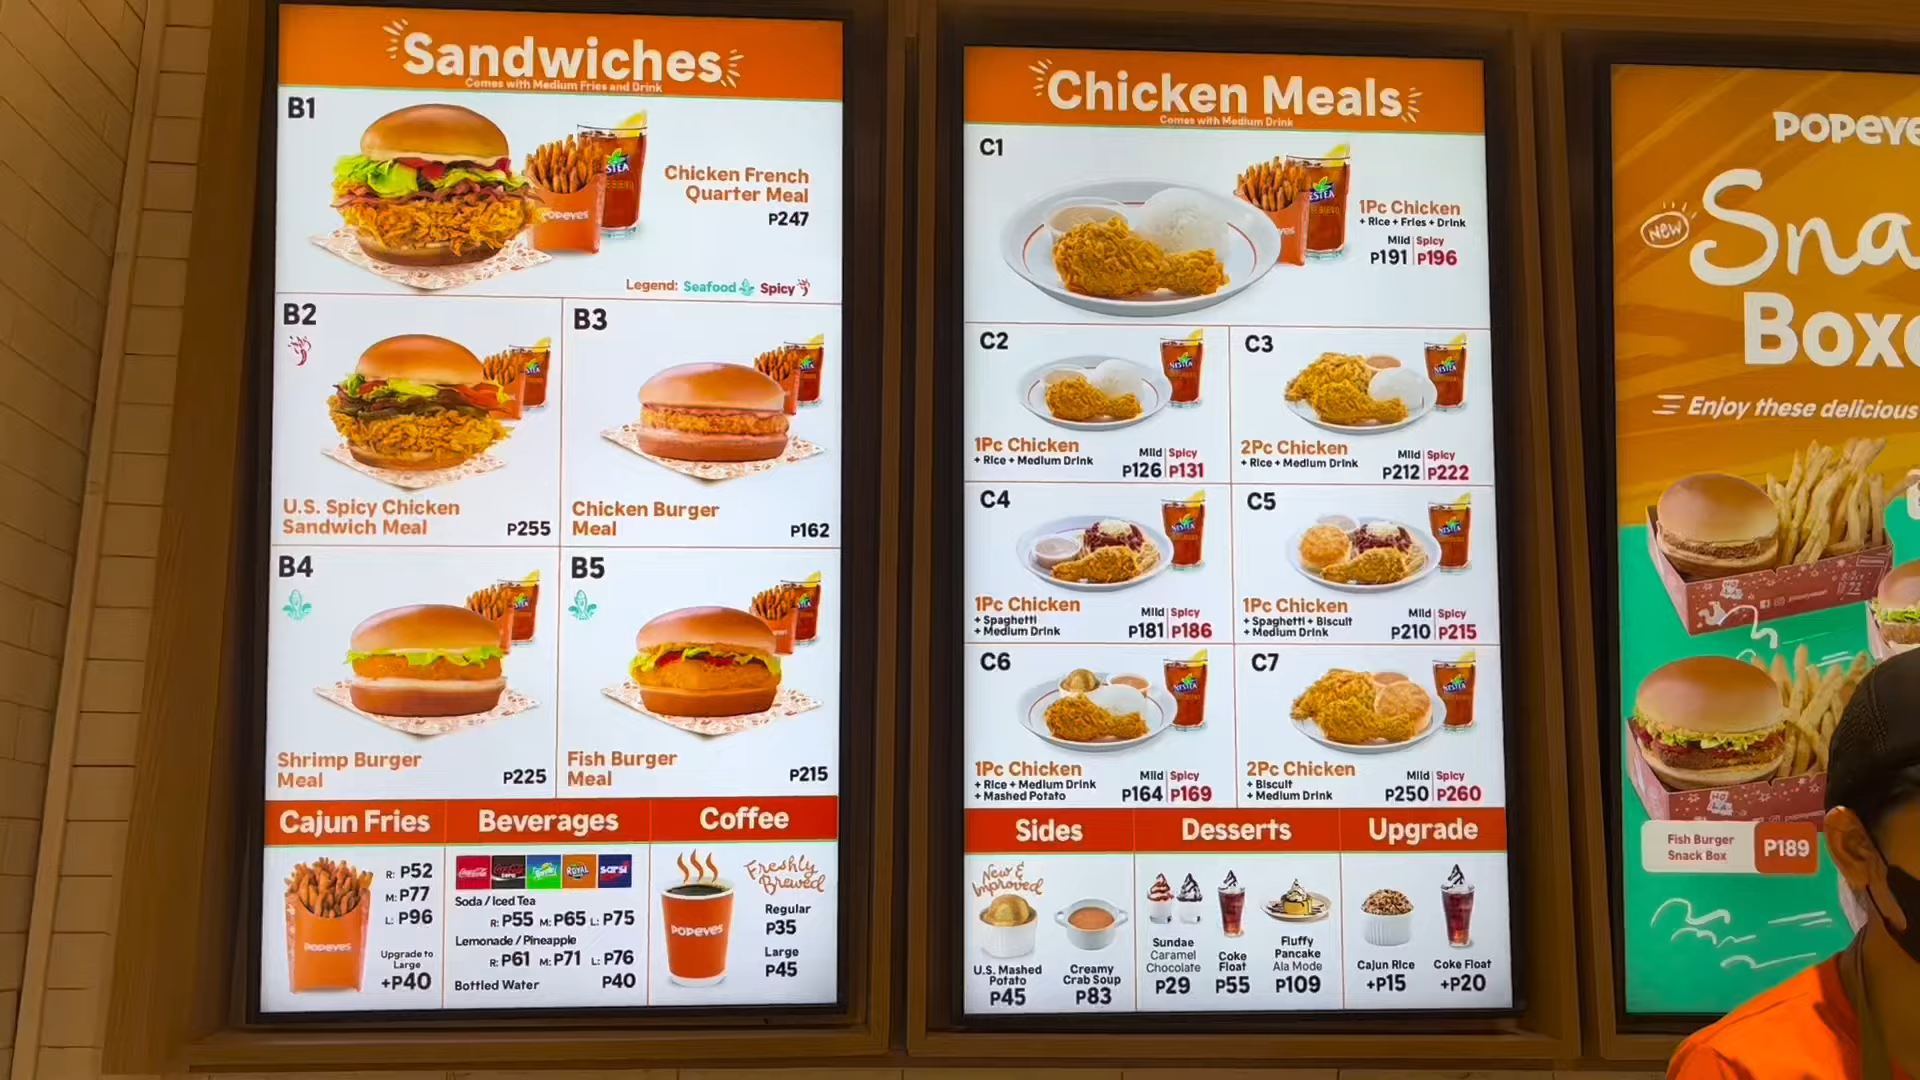 Sandwiches
Comes with Medium Fries and Drink
B1
Chicken French
Quarter Meal
P247
Legend: Seafood Spicy
B2
U.S. Spicy Chicken
Sandwich Meal
P255
B3
Chicken Burger
Meal
P162
B4
Shrimp Burger
Meal
P225
B5
Fish Burger
Meal
P215
Cajun Fries
POPEYES
R: P52
M: P77
L: P96
Upgrade to
Large
+P40
Beverages
Soda / Iced Tea
R: P55 M: P65 L: P75
Lemonade / Pineapple
R: P61 M: P71 L: P76
Bottled Water P40
Coffee
POPEYES
Freshly
Brewed
Regular
P35
Large
P45
Chicken Meals
Comes with Medium Drink
C1
1Pc Chicken
+ Rice + Fries + Drink
Mild | Spicy
P191 | P196
C2
1Pc Chicken
+ Rice + Medium Drink
Mild | Spicy
P126 | P131
C3
2Pc Chicken
+ Rice + Medium Drink
Mild | Spicy
P212 | P222
C4
1Pc Chicken
+ Spaghetti
+ Medium Drink
Mild | Spicy
P181 | P186
C5
1Pc Chicken
+ Spaghetti + Biscuit
+ Medium Drink
Mild | Spicy
P210 | P215
C6
1Pc Chicken
+ Rice + Medium Drink
+ Mashed Potato
Mild | Spicy
P164 | P169
C7
2Pc Chicken
+ Biscuit
+ Medium Drink
Mild | Spicy
P250 | P260
Sides
New & Improved
U.S. Mashed
Potato
P45
Creamy
Crab Soup
P83
Desserts
Sundae
Caramel
Chocolate
P29
Coke
Float
P55
Fluffy
Pancake
Ala Mode
P109
Upgrade
Cajun Rice
+P15
Coke Float
+P20
POPEYE
New
Sna
Box
Enjoy these delicious
Fish Burger
Snack Box
P189